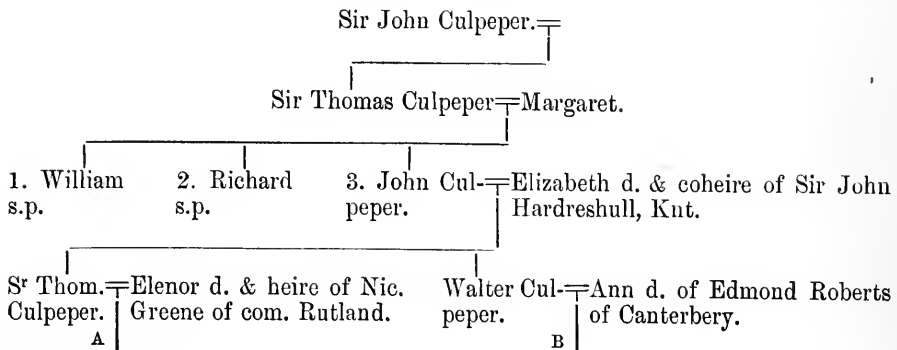 Sir John Culpeper.
Sir Thomas Culpeper Margaret.
1. William 2. Richard 3. John Cul- Elizabeth d. & coheire of Sir John
s.p. s.p. peper. Hardreshull, Knt.
Sr Thom. Elenor d. & heire of Nic. Walter Cul- Ann d. of Edmond Roberts
Culpeper. Greene of com. Rutland. peper. of Canterbery.
A B